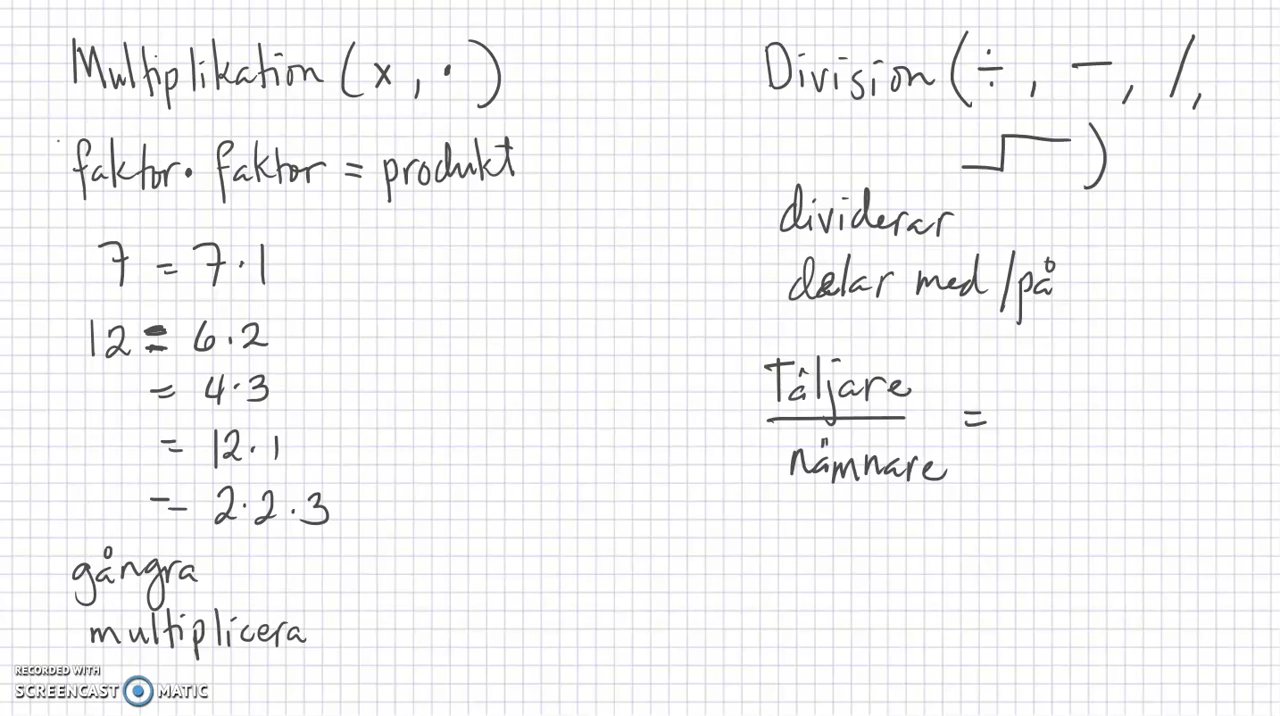 Multiplikation (x, ·)
faktor · faktor = produkt
7 = 7·1
12 = 6·2
= 4·3
= 12·1
= 2·2·3
gångra
multiplicera
Division (÷, —, /,
)
dividerar
delar med /på
Täljare
nämnare
=
RECORDED WITH
SCREENCAST MATIC